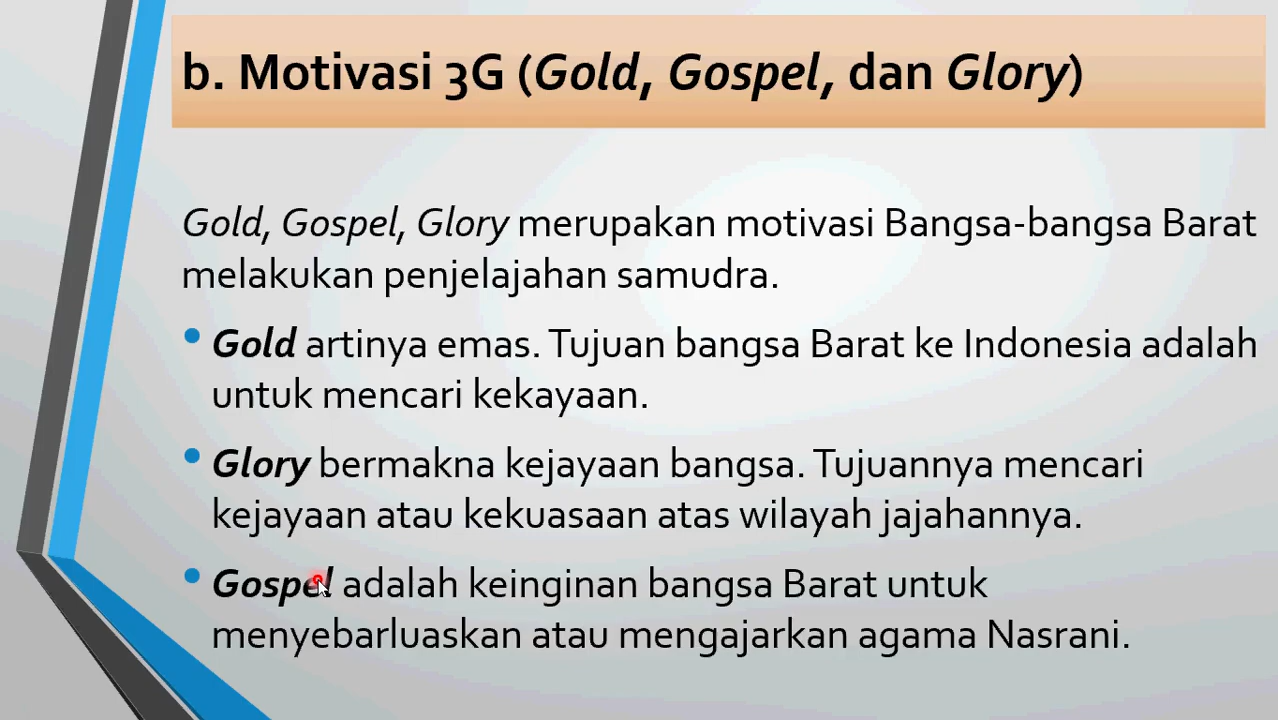 b. Motivasi 3G (Gold, Gospel, dan Glory)
Gold, Gospel, Glory merupakan motivasi Bangsa-bangsa Barat
melakukan penjelajahan samudra.
• Gold artinya emas. Tujuan bangsa Barat ke Indonesia adalah
untuk mencari kekayaan.
• Glory bermakna kejayaan bangsa. Tujuannya mencari
kejayaan atau kekuasaan atas wilayah jajahannya.
• Gospel adalah keinginan bangsa Barat untuk
menyebarluaskan atau mengajarkan agama Nasrani.